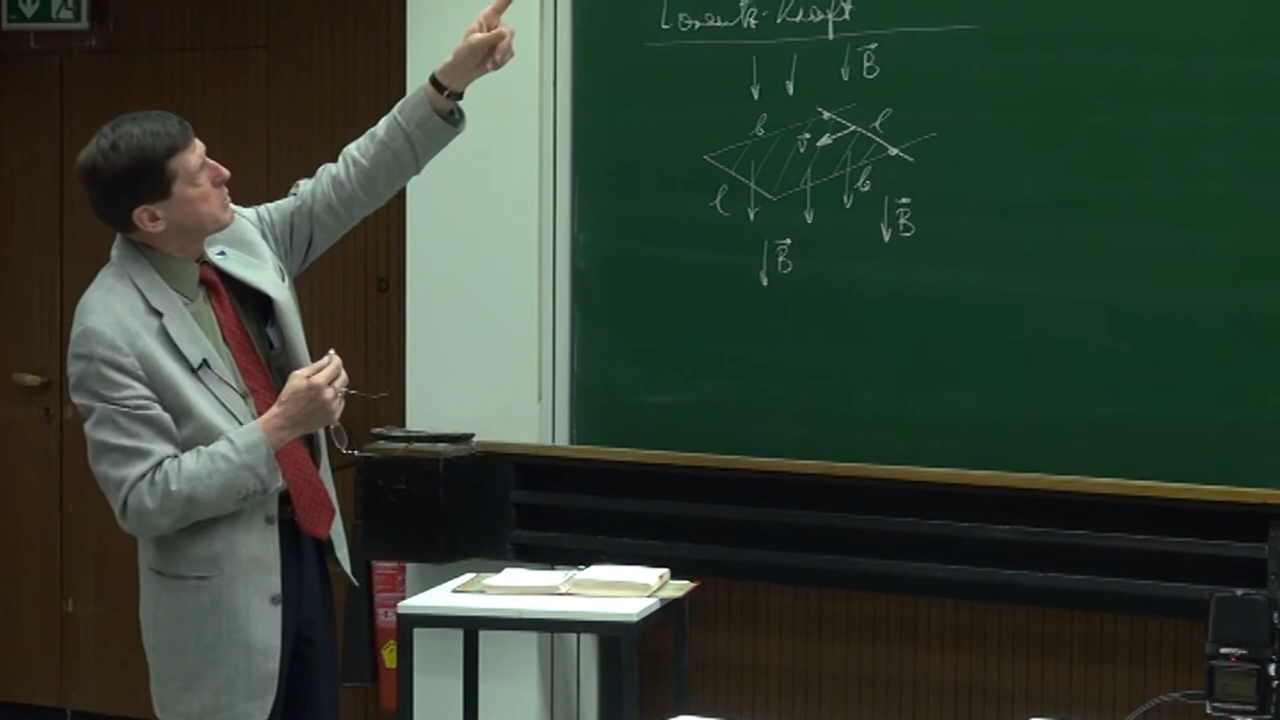 Lorentz-Kraft
B⃗
b l
v⃗
l b
B⃗
B⃗